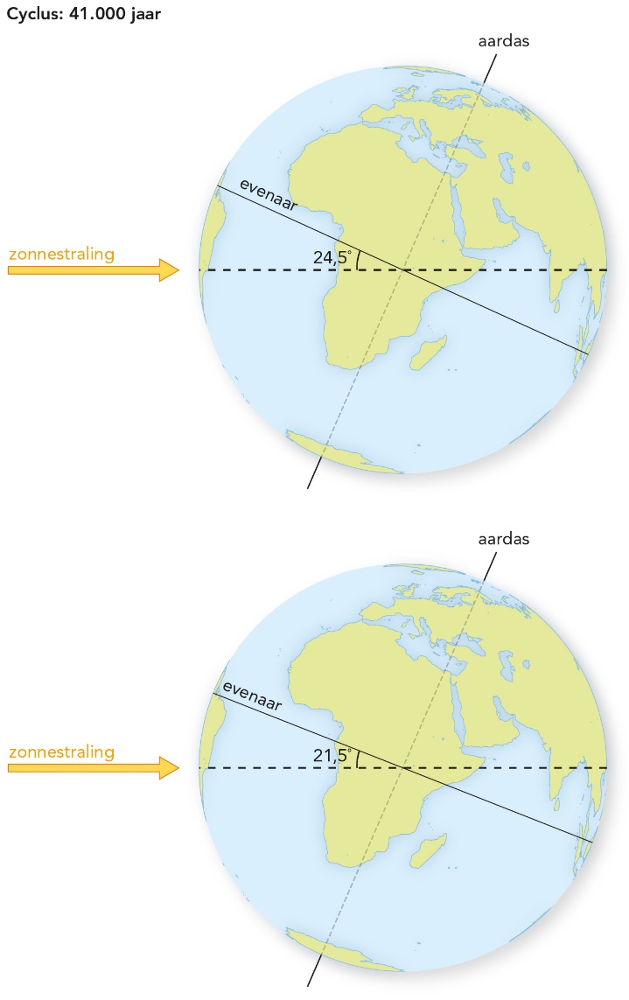 Cyclus: 41.000 jaar
aardas
evenaar
zonnestraling
24,5°
aardas
evenaar
zonnestraling
21,5°